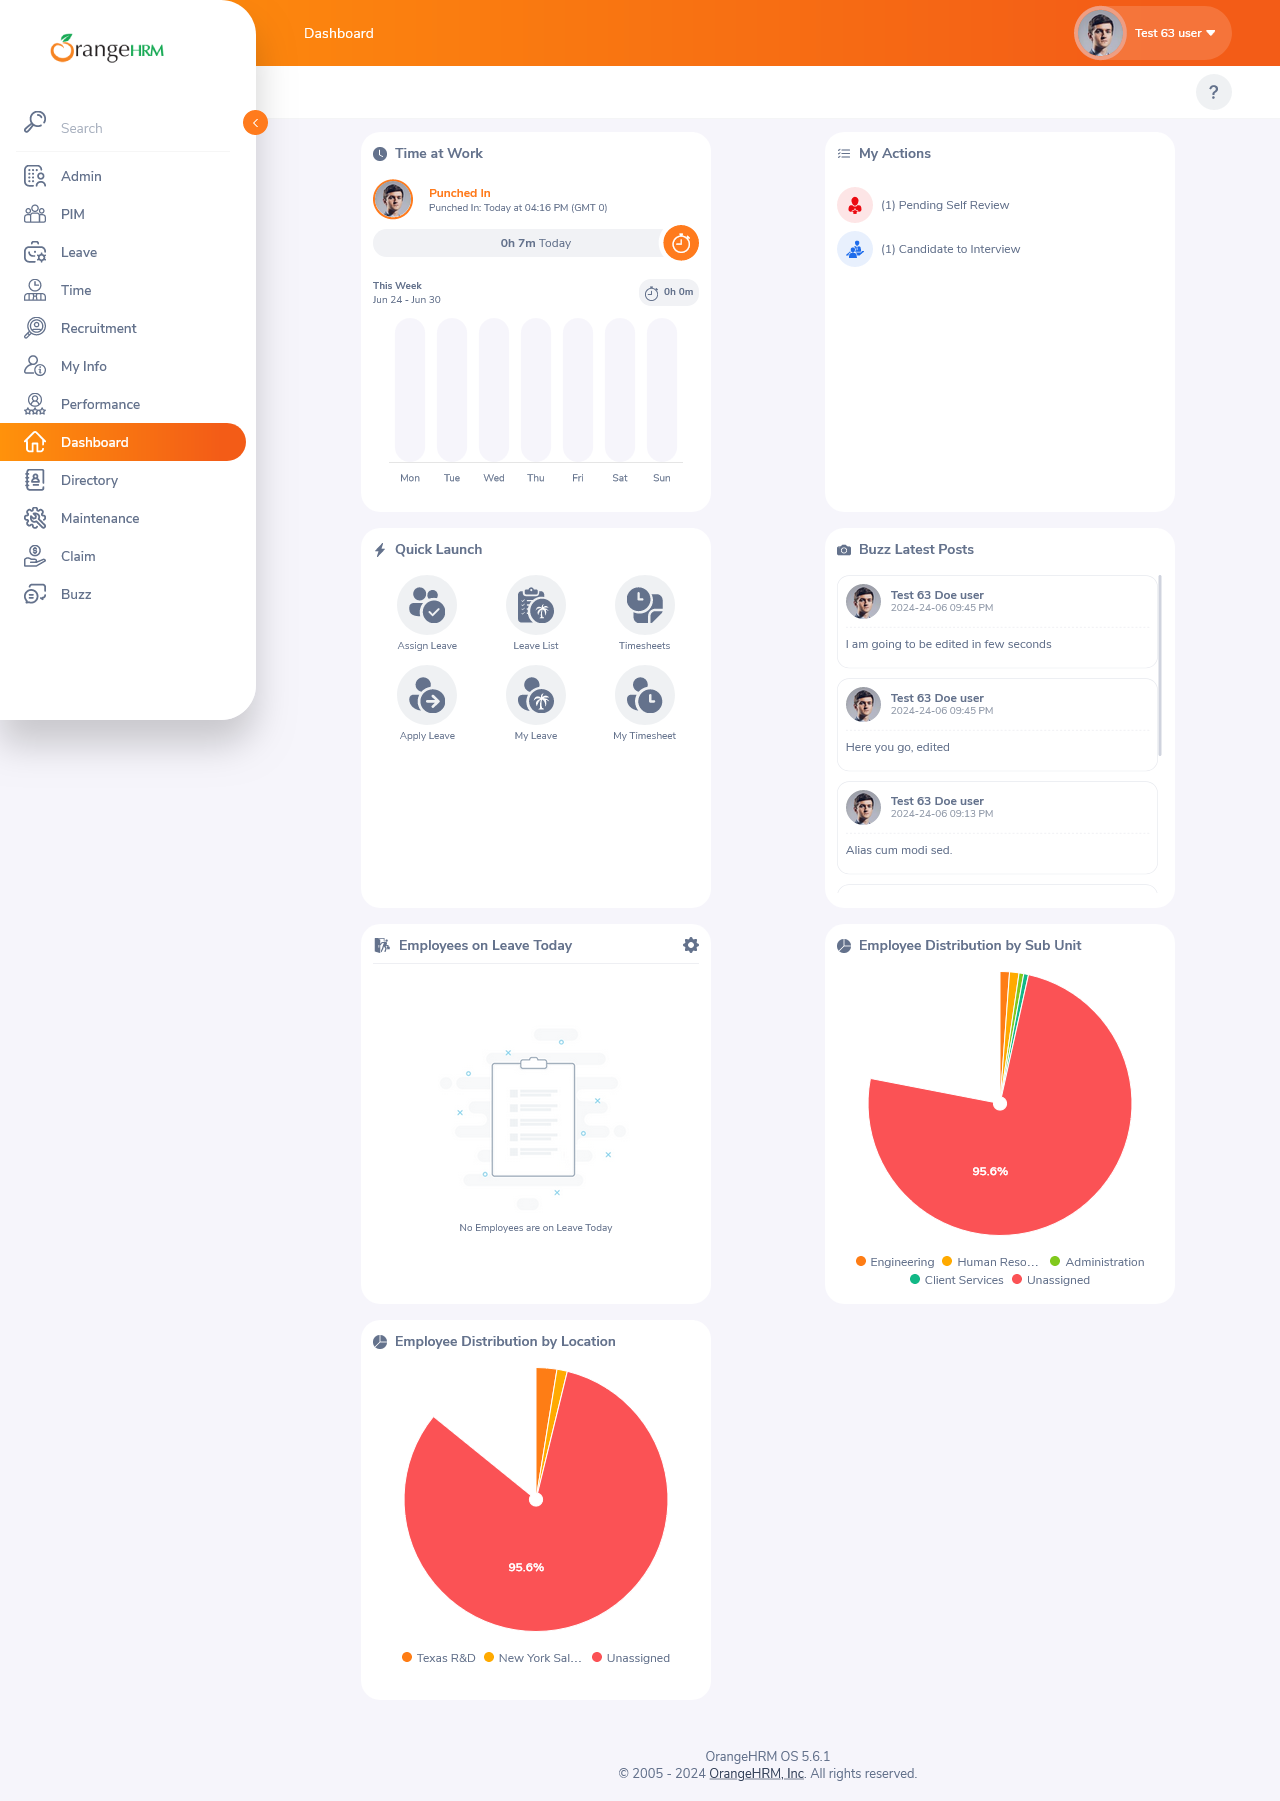 OrangeHRM
Dashboard
Test 63 user
?
Search
Admin
PIM
Leave
Time
Recruitment
My Info
Performance
Dashboard
Directory
Maintenance
Claim
Buzz
Time at Work
Punched In
Punched In: Today at 04:16 PM (GMT 0)
0h 7m Today
This Week
Jun 24 - Jun 30
0h 0m
Mon Tue Wed Thu Fri Sat Sun
My Actions
(1) Pending Self Review
(1) Candidate to Interview
Quick Launch
Assign Leave
Leave List
Timesheets
Apply Leave
My Leave
My Timesheet
Buzz Latest Posts
Test 63 Doe user
2024-24-06 09:45 PM
I am going to be edited in few seconds
Test 63 Doe user
2024-24-06 09:45 PM
Here you go, edited
Test 63 Doe user
2024-24-06 09:13 PM
Alias cum modi sed.
Employees on Leave Today
No Employees are on Leave Today
Employee Distribution by Sub Unit
95.6%
Engineering Human Reso... Administration
Client Services Unassigned
Employee Distribution by Location
95.6%
Texas R&D New York Sal... Unassigned
OrangeHRM OS 5.6.1
© 2005 - 2024 OrangeHRM, Inc. All rights reserved.